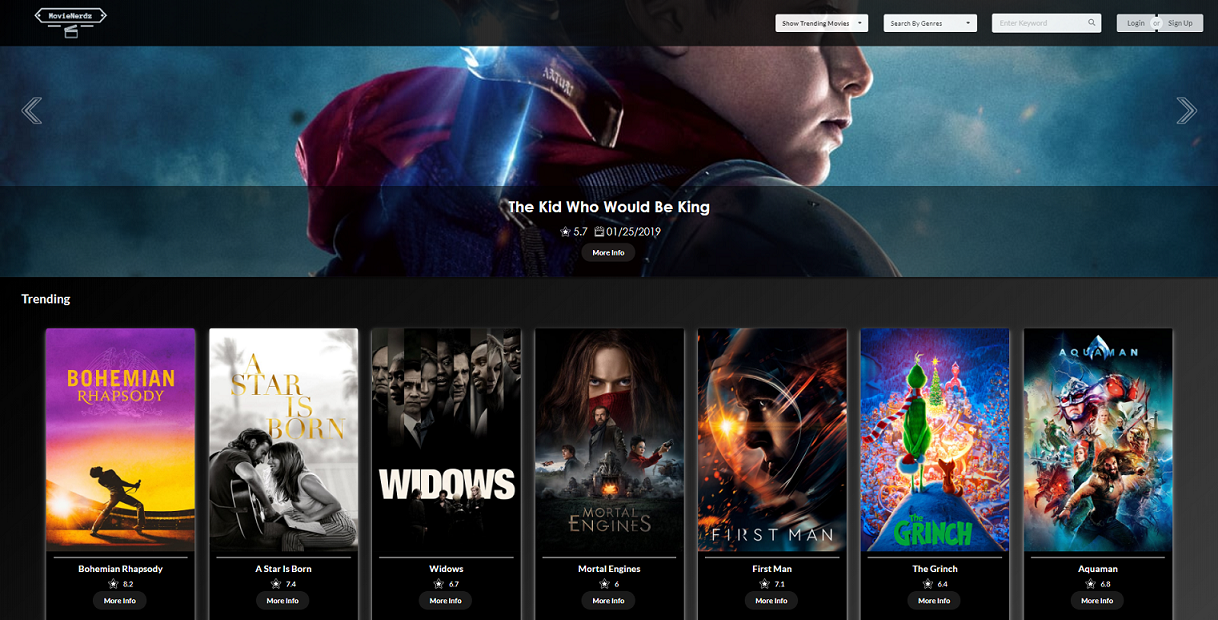 MovieNerdz
Show Trending Movies
Search By Genres
Enter Keyword
Login or Sign Up
The Kid Who Would Be King
5.7 01/25/2019
More Info
Trending
BOHEMIAN
RHAPSODY
A
STAR
IS
BORN
WIDOWS
MORTAL
ENGINES
FIRST MAN
The
GRINCH
AQUAMAN
Bohemian Rhapsody
8.2
More Info
A Star Is Born
7.4
More Info
Widows
6.7
More Info
Mortal Engines
6
More Info
First Man
7.1
More Info
The Grinch
6.4
More Info
Aquaman
6.8
More Info